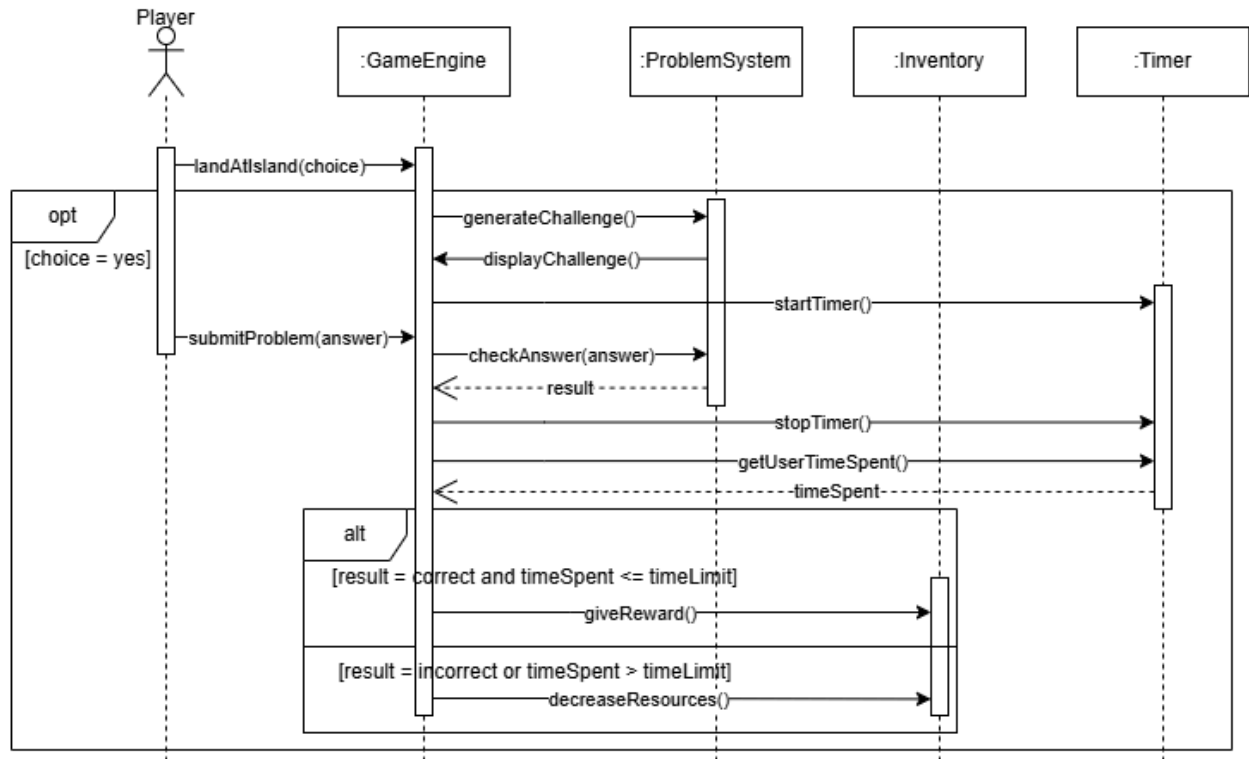 Player
:GameEngine
:ProblemSystem
:Inventory
:Timer
landAtIsland(choice)
opt
[choice = yes]
generateChallenge()
displayChallenge()
startTimer()
submitProblem(answer)
checkAnswer(answer)
result
stopTimer()
getUserTimeSpent()
timeSpent
alt
[result = correct and timeSpent <= timeLimit]
giveReward()
[result = incorrect or timeSpent > timeLimit]
decreaseResources()